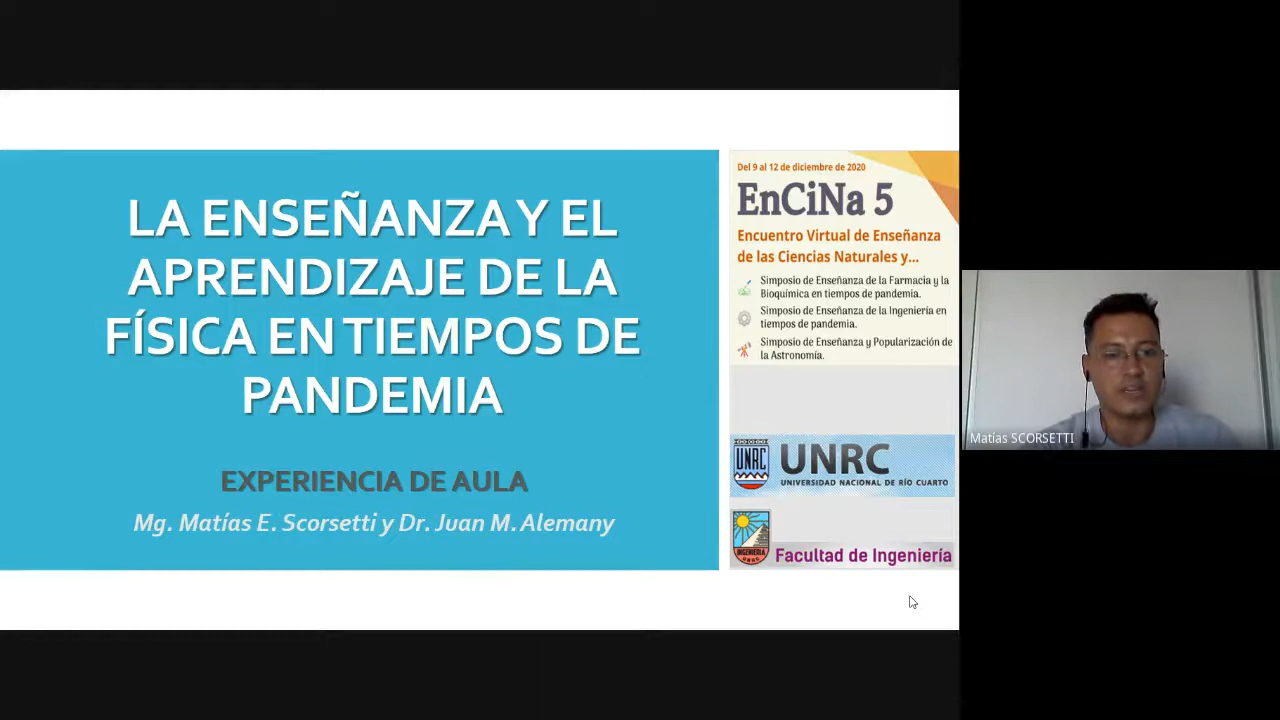 LA ENSEÑANZA Y EL
APRENDIZAJE DE LA
FÍSICA EN TIEMPOS DE
PANDEMIA
EXPERIENCIA DE AULA
Mg. Matías E. Scorsetti y Dr. Juan M. Alemany
Del 9 al 12 de diciembre de 2020
EnCiNa 5
Encuentro Virtual de Enseñanza
de las Ciencias Naturales y...
Simposio de Enseñanza de la Farmacia y la
Bioquímica en tiempos de pandemia.
Simposio de Enseñanza de la Ingeniería en
tiempos de pandemia.
Simposio de Enseñanza y Popularización de
la Astronomía.
UNRC
UNRC
UNIVERSIDAD NACIONAL DE RÍO CUARTO
INGENIERIA
UNRC
Facultad de Ingeniería
Matías SCORSETTI